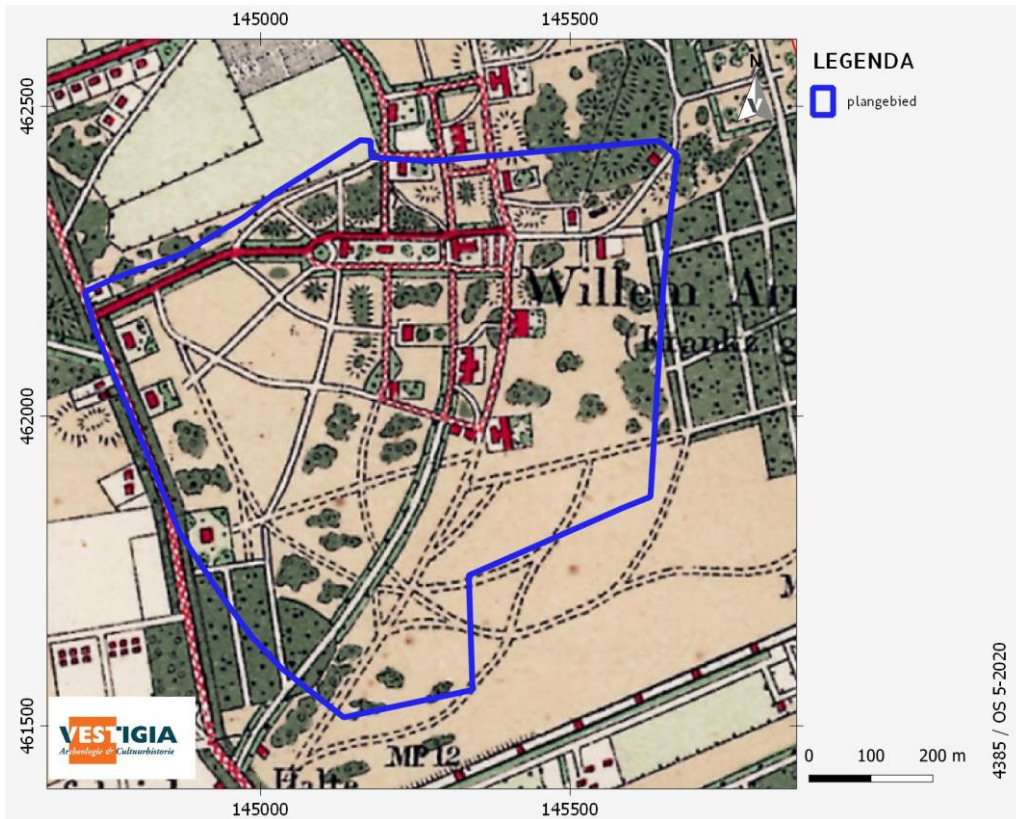 145000
145500
LEGENDA
plangebied
N
462500
462000
461500
Willem Arn
(Krankz. g
MP 12
Halte
VESTIGIA
Archeologie & Cultuurhistorie
0 100 200 m
145000
145500
4385 / OS 5-2020